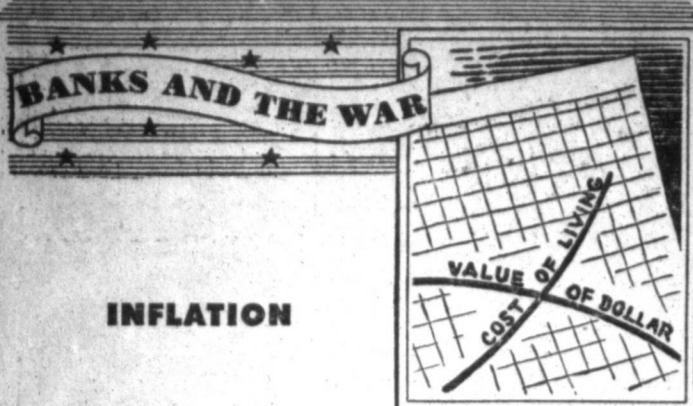 BANKS AND THE WAR
INFLATION
VALUE OF DOLLAR
COST OF LIVING